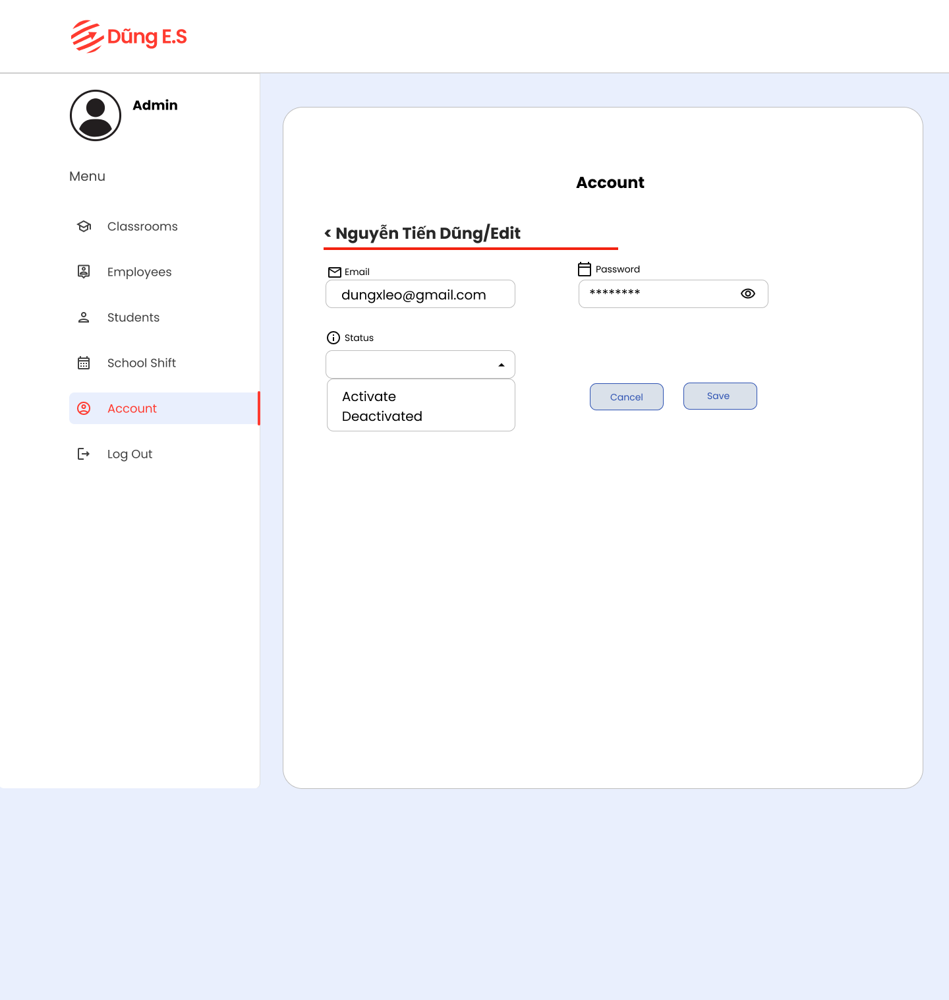 Dũng E.S
Admin
Menu
Classrooms
Employees
Students
School Shift
Account
Log Out
Account
< Nguyễn Tiến Dũng/Edit
Email
dungxleo@gmail.com
Password
********
Status
Activate
Deactivated
Cancel
Save